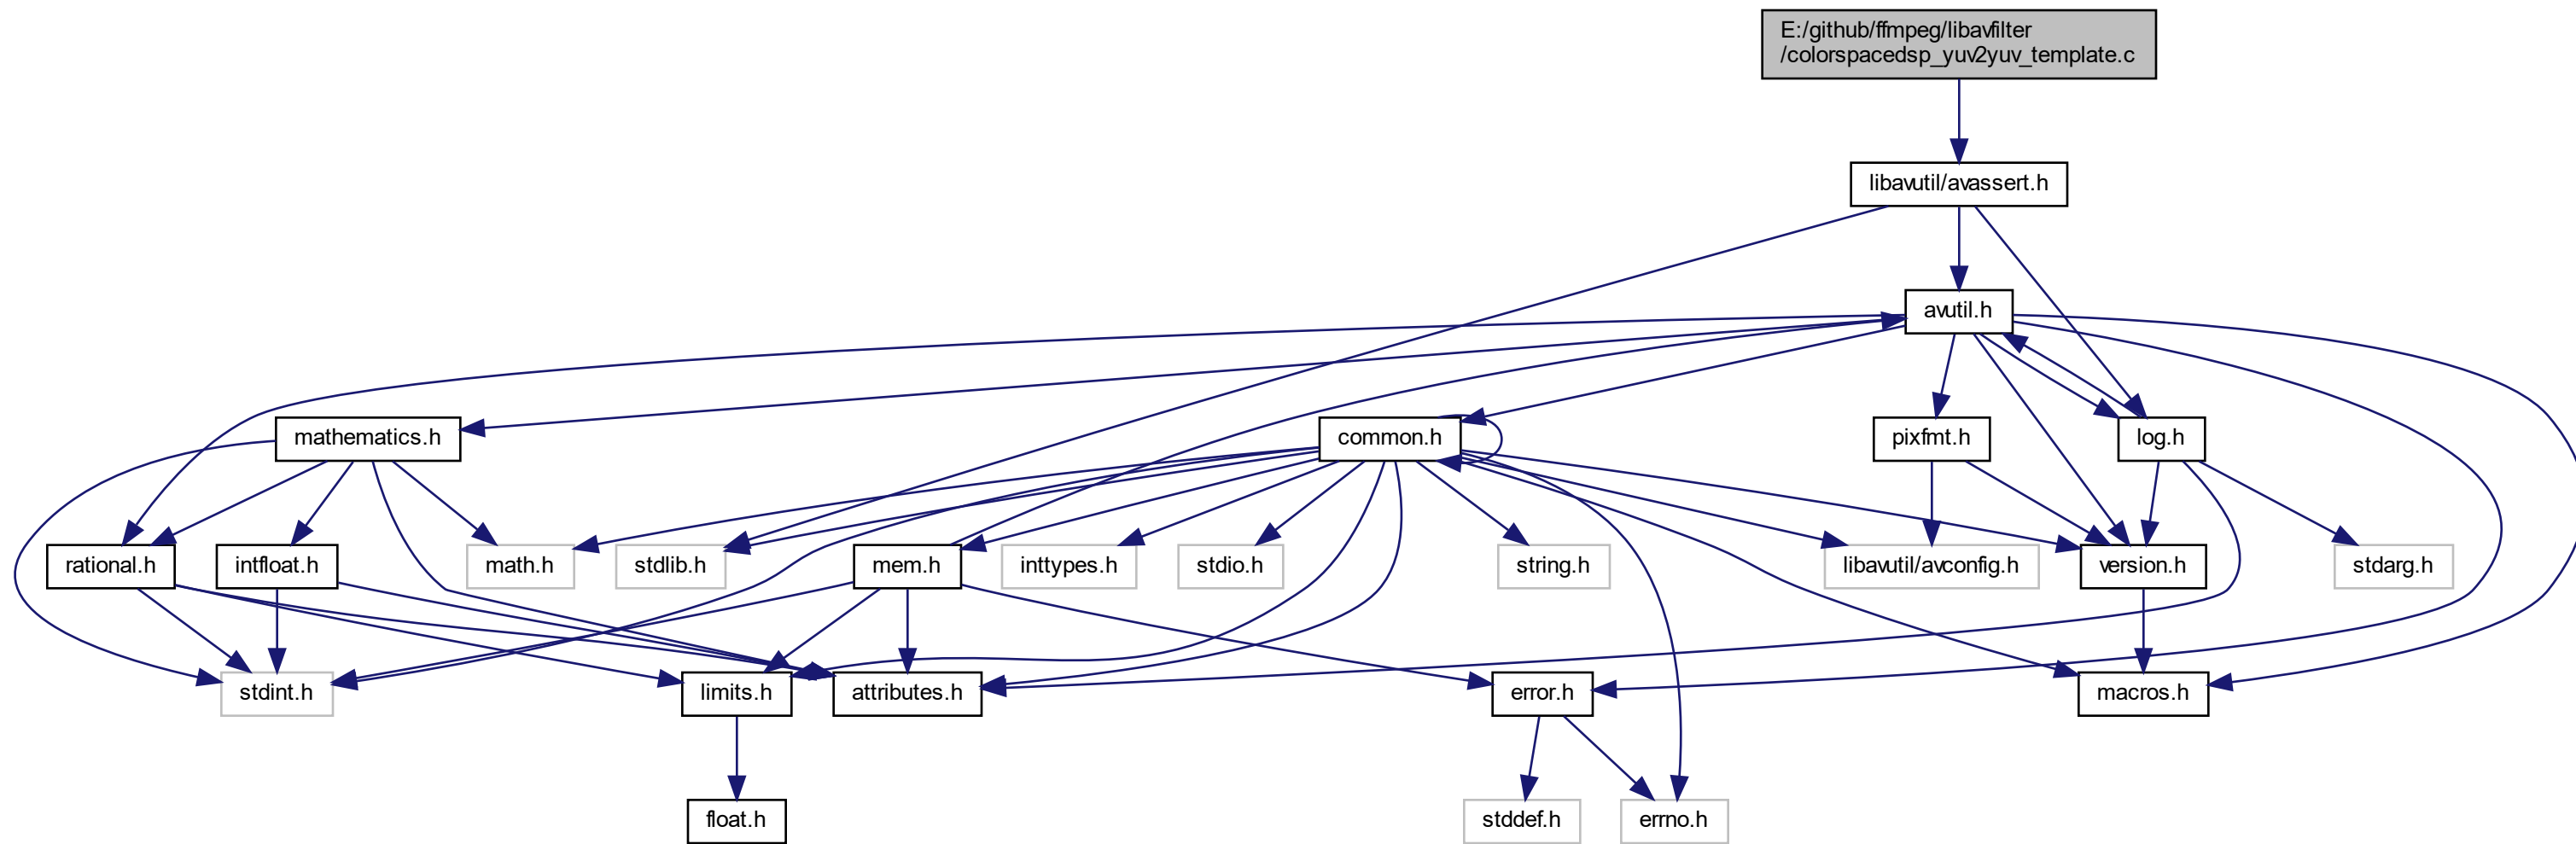 E:/github/ffmpeg/libavfilter
/colorspacedsp_yuv2yuv_template.c
libavutil/avassert.h
avutil.h
mathematics.h
common.h
pixfmt.h
log.h
rational.h
intfloat.h
math.h
stdlib.h
mem.h
inttypes.h
stdio.h
string.h
libavutil/avconfig.h
version.h
stdarg.h
stdint.h
limits.h
attributes.h
error.h
macros.h
float.h
stddef.h
errno.h